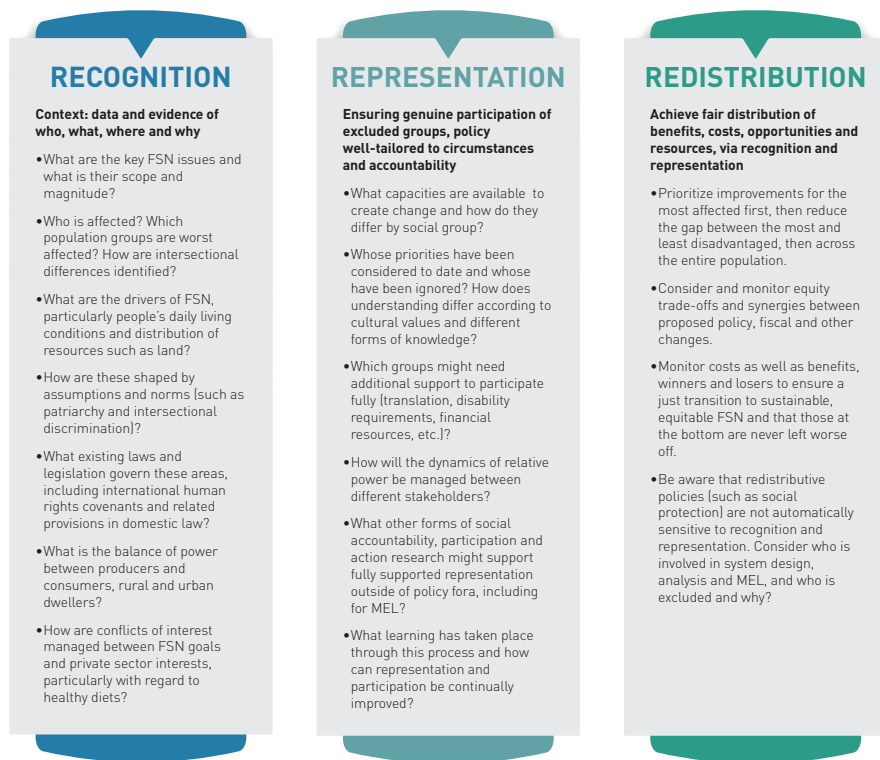 RECOGNITION
Context: data and evidence of
who, what, where and why
•What are the key FSN issues and
what is their scope and
magnitude?
•Who is affected? Which
population groups are worst
affected? How are intersectional
differences identified?
•What are the drivers of FSN,
particularly people’s daily living
conditions and distribution of
resources such as land?
•How are these shaped by
assumptions and norms (such as
patriarchy and intersectional
discrimination)?
•What existing laws and
legislation govern these areas,
including international human
rights covenants and related
provisions in domestic law?
•What is the balance of power
between producers and
consumers, rural and urban
dwellers?
•How are conflicts of interest
managed between FSN goals
and private sector interests,
particularly with regard to
healthy diets?
REPRESENTATION
Ensuring genuine participation of
excluded groups, policy
well-tailored to circumstances
and accountability
•What capacities are available to
create change and how do they
differ by social group?
•Whose priorities have been
considered to date and whose
have been ignored? How does
understanding differ according to
cultural values and different
forms of knowledge?
•Which groups might need
additional support to participate
fully (translation, disability
requirements, financial
resources, etc.)?
•How will the dynamics of relative
power be managed between
different stakeholders?
•What other forms of social
accountability, participation and
action research might support
fully supported representation
outside of policy fora, including
for MEL?
•What learning has taken place
through this process and how
can representation and
participation be continually
improved?
REDISTRIBUTION
Achieve fair distribution of
benefits, costs, opportunities and
resources, via recognition and
representation
•Prioritize improvements for the
most affected first, then reduce
the gap between the most and
least disadvantaged, then across
the entire population.
•Consider and monitor equity
trade-offs and synergies between
proposed policy, fiscal and other
changes.
•Monitor costs as well as benefits,
winners and losers to ensure a
just transition to sustainable,
equitable FSN and that those at
the bottom are never left worse
off.
•Be aware that redistributive
policies (such as social
protection) are not automatically
sensitive to recognition and
representation. Consider who is
involved in system design,
analysis and MEL, and who is
excluded and why?